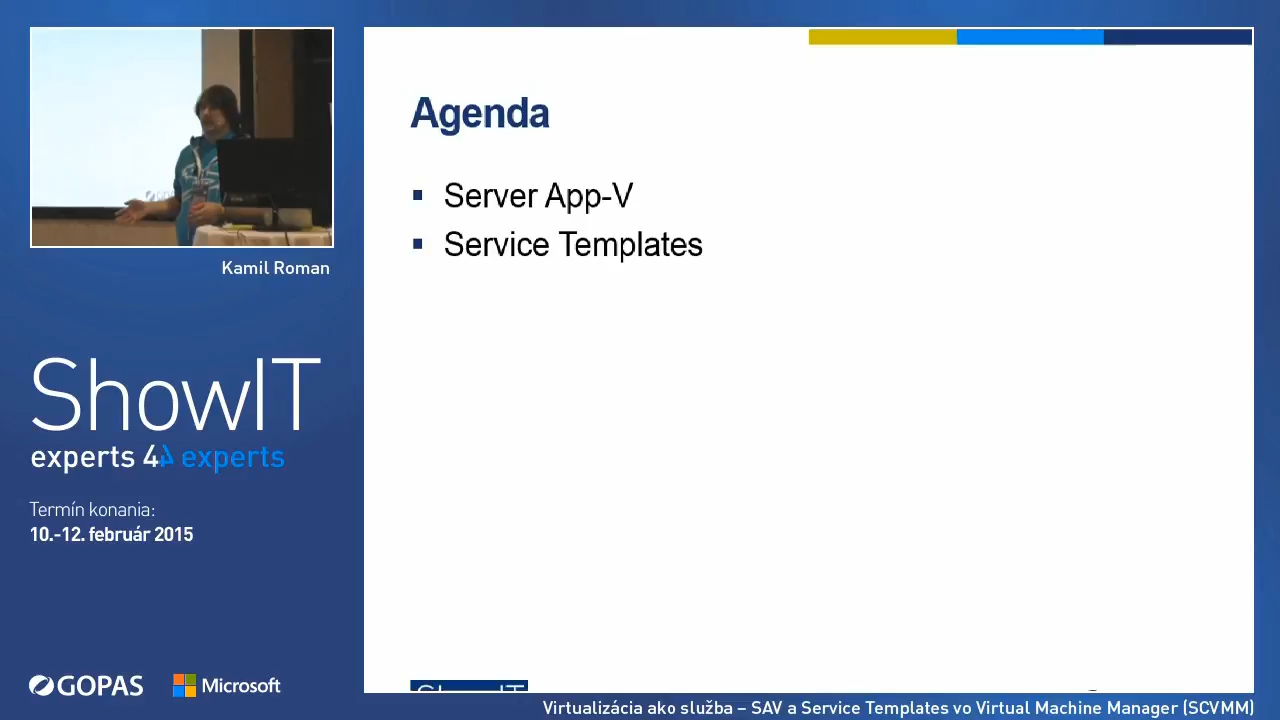 Kamil Roman
ShowIT
experts 4 experts
Termín konania:
10.-12. február 2015
GOPAS
Microsoft
Agenda
Server App-V
Service Templates
ShowIT
Virtualizácia ako služba – SAV a Service Templates vo Virtual Machine Manager (SCVMM)